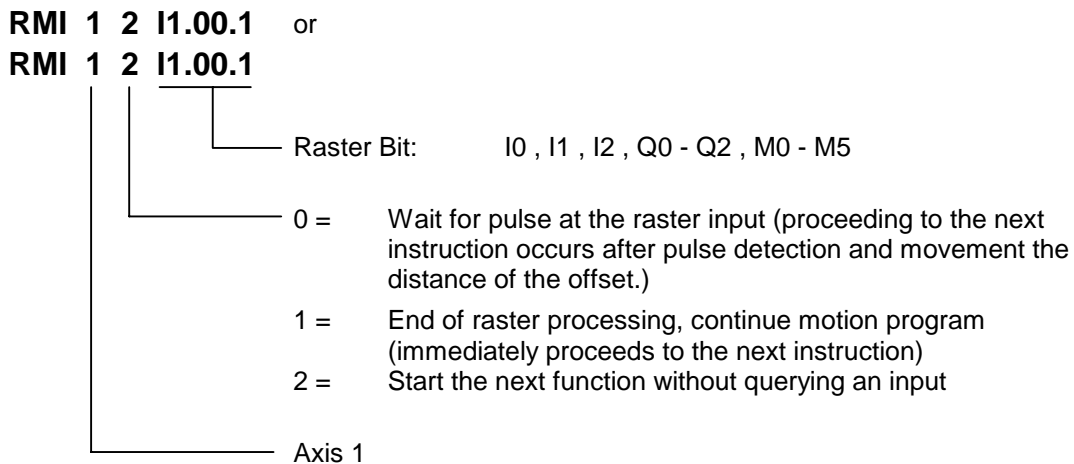 RMI 1 2 I1.00.1 or
RMI 1 2 I1.00.1
Raster Bit: I0 , I1 , I2 , Q0 - Q2 , M0 - M5
0 = Wait for pulse at the raster input (proceeding to the next
instruction occurs after pulse detection and movement the
distance of the offset.)
1 = End of raster processing, continue motion program
(immediately proceeds to the next instruction)
2 = Start the next function without querying an input
Axis 1